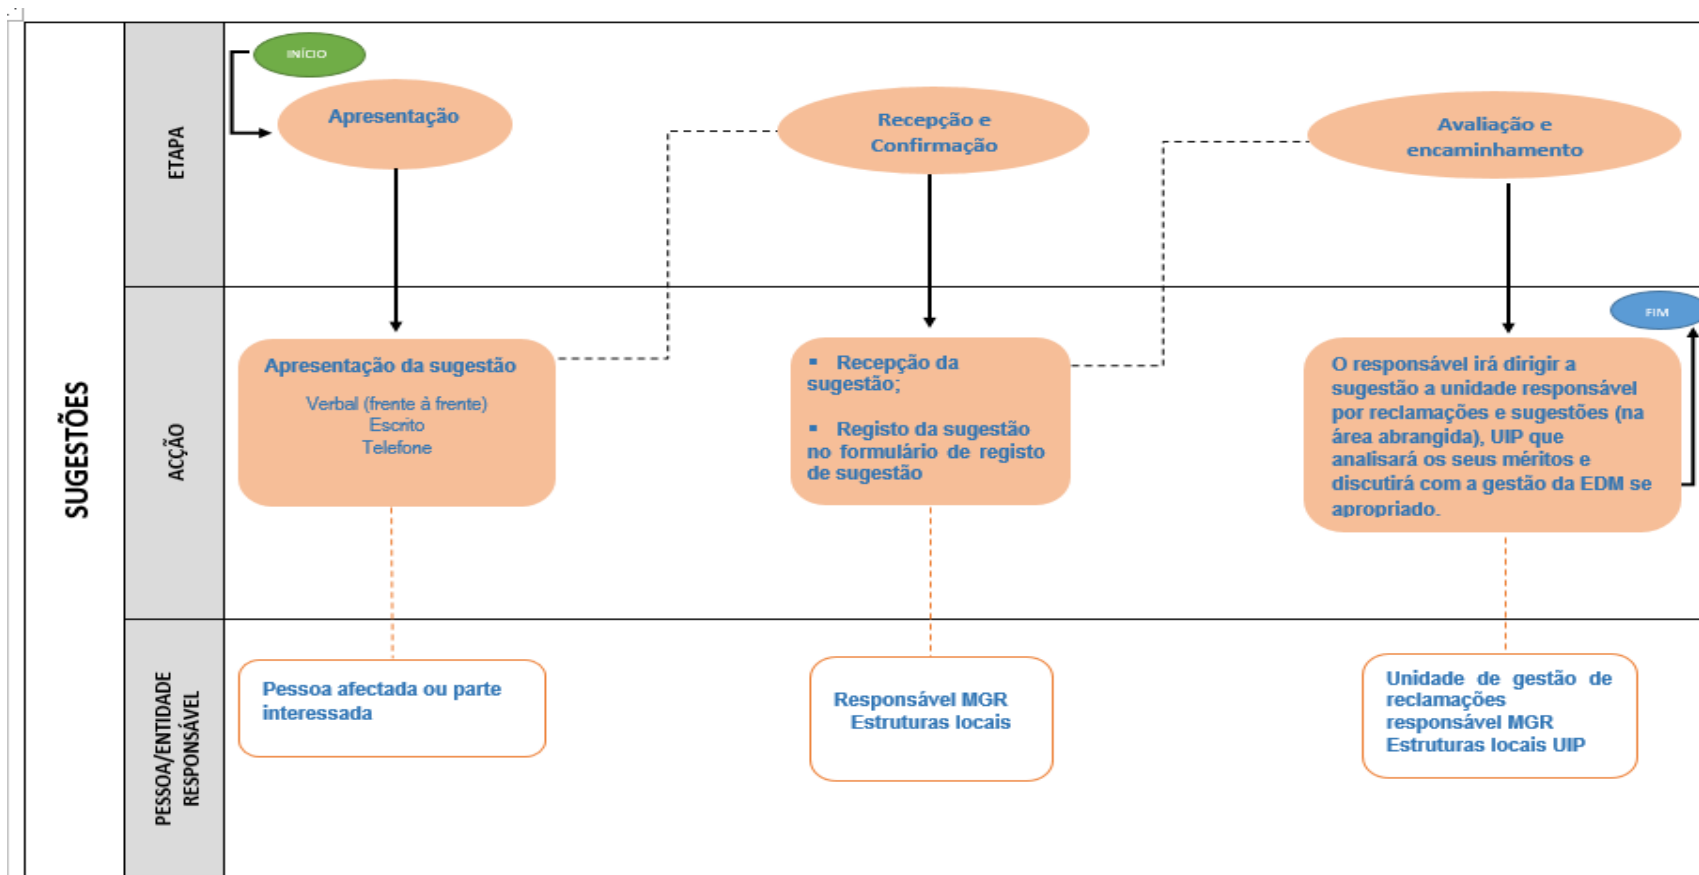 SUGESTÕES
ETAPA
INÍCIO
Apresentação
Recepção e
Confirmação
Avaliação e
encaminhamento
ACÇÃO
Apresentação da sugestão
Verbal (frente à frente)
Escrito
Telefone
▪ Recepção da
sugestão;
▪ Registo da sugestão
no formulário de registo
de sugestão
FIM
O responsável irá dirigir a
sugestão a unidade responsável
por reclamações e sugestões (na
área abrangida), UIP que
analisará os seus méritos e
discutirá com a gestão da EDM se
apropriado.
PESSOA/ENTIDADE
RESPONSÁVEL
Pessoa afectada ou parte
interessada
Responsável MGR
Estruturas locais
Unidade de gestão de
reclamações
responsável MGR
Estruturas locais UIP